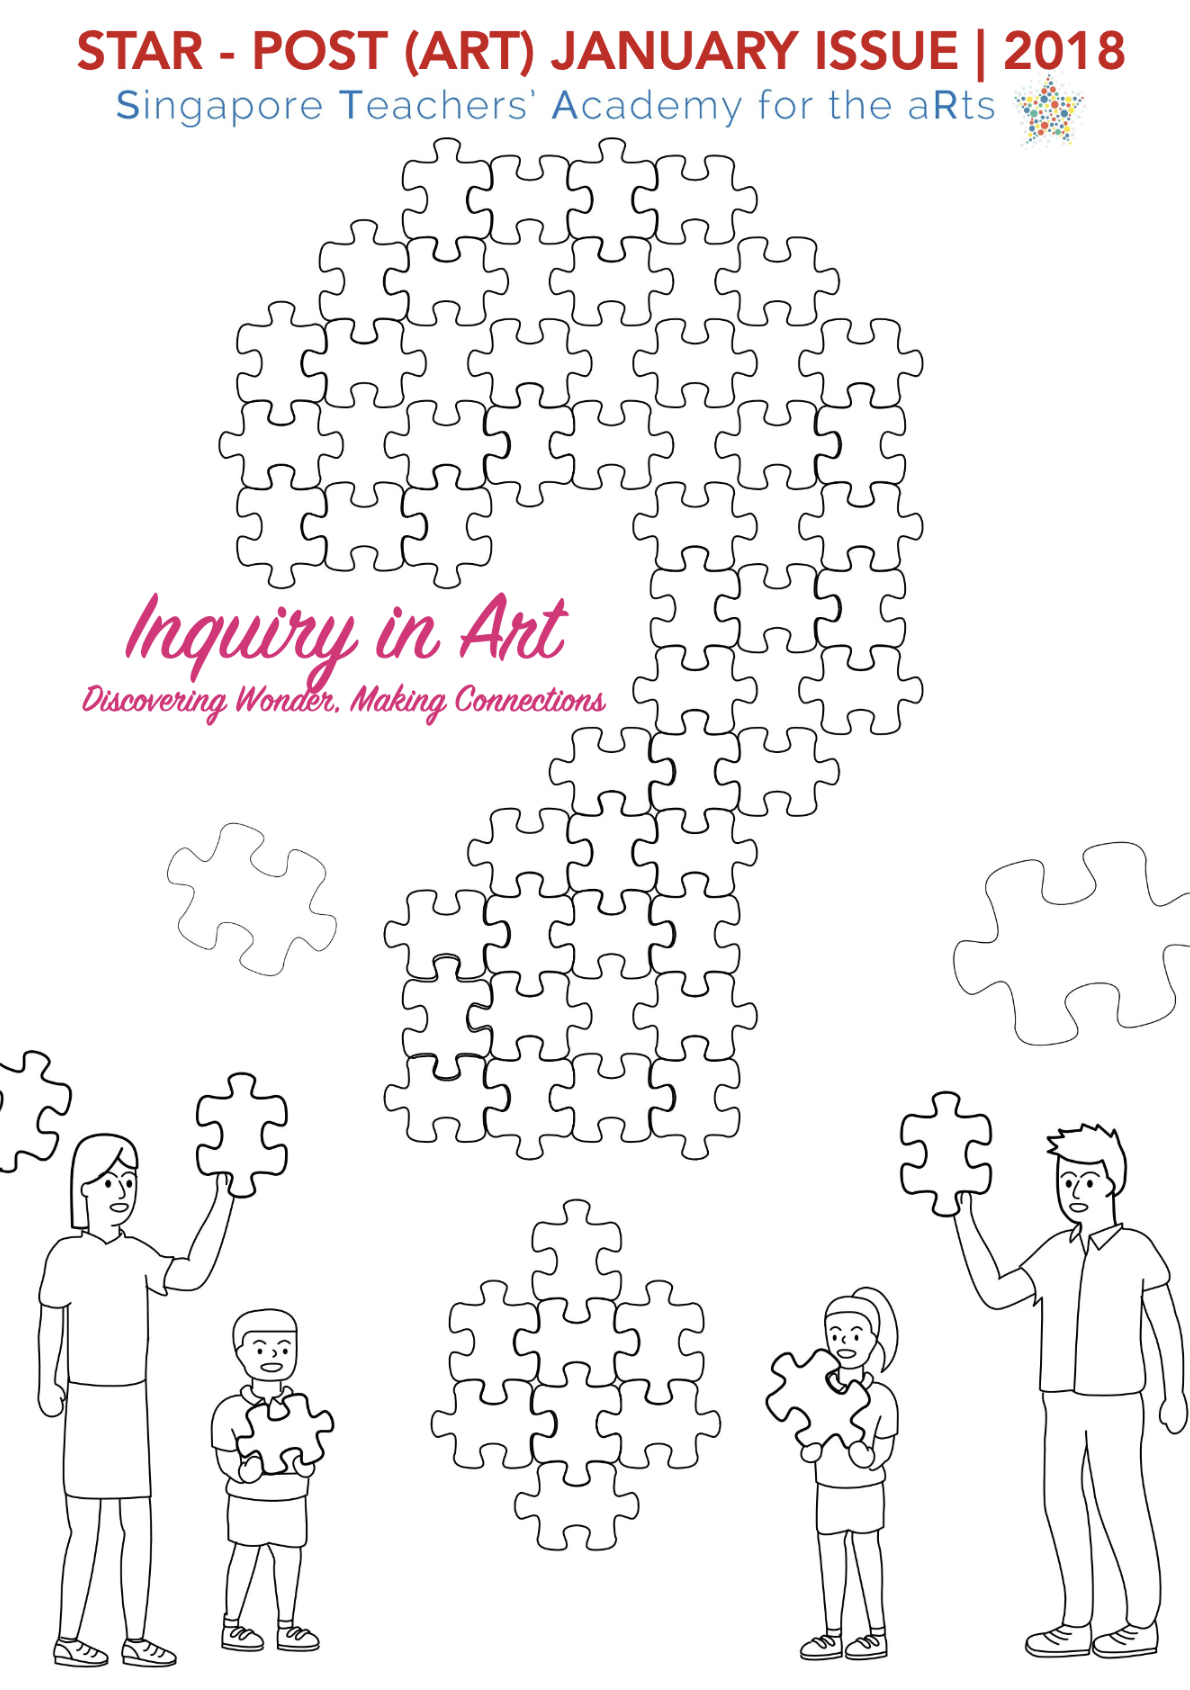 STAR - POST (ART) JANUARY ISSUE | 2018
Singapore Teachers' Academy for the aRts
Inquiry in Art
Discovering Wonder, Making Connections